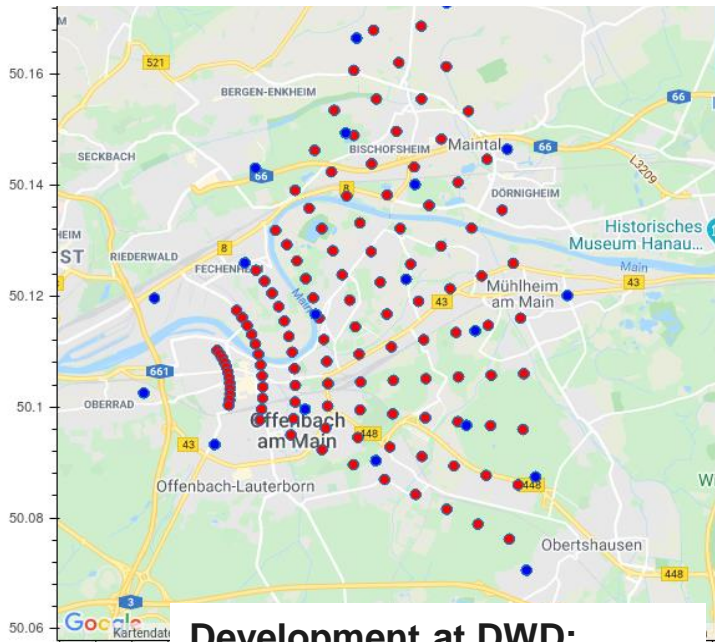 M
521
50.16
BERGEN-ENKHEIM
66
BISCHOFSHEIM
Maintal
66
SECKBACH
66
L3209
50.14
8
DÖRNIGHEIM
HEIM
Historisches
Museum Hanau...
ST
RIEDERWALD
8
FECHENHEIM
Main
43
Main
Mühlheim
am Main
50.12
43
661
50.1
OBERRAD
Offenbach
am Main
448
43
Offenbach-Lauterborn
448
50.08
Obertshausen
448
3
50.06
Google
Kartendate
Development at DWD: